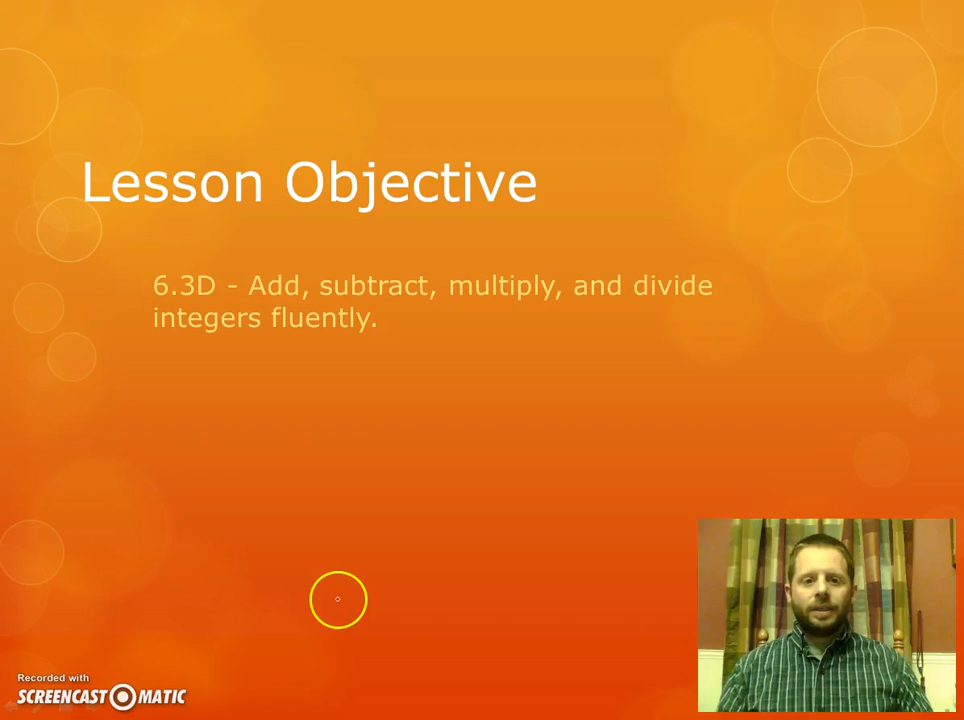 Lesson Objective
6.3D - Add, subtract, multiply, and divide
integers fluently.
Recorded with
SCREENCAST MATIC